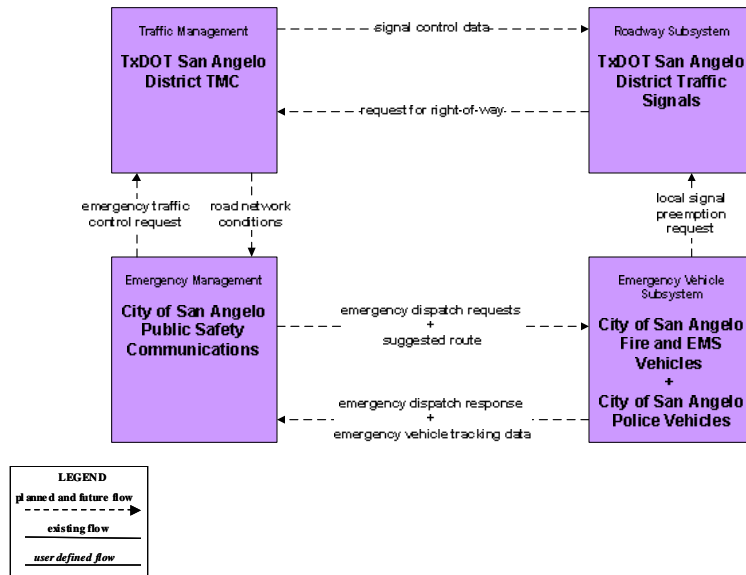 Traffic Management
TxDOT San Angelo
District TMC
signal control data
request for right-of-way
Roadway Subsystem
TxDOT San Angelo
District Traffic
Signals
emergency traffic
control request
road network
conditions
local signal
preemption
request
Emergency Management
City of San Angelo
Public Safety
Communications
emergency dispatch requests
+
suggested route
emergency dispatch response
+
emergency vehicle tracking data
Emergency Vehicle
Subsystem
City of San Angelo
Fire and EMS
Vehicles
+
City of San Angelo
Police Vehicles
LEGEND
planned and future flow
existing flow
user defined flow